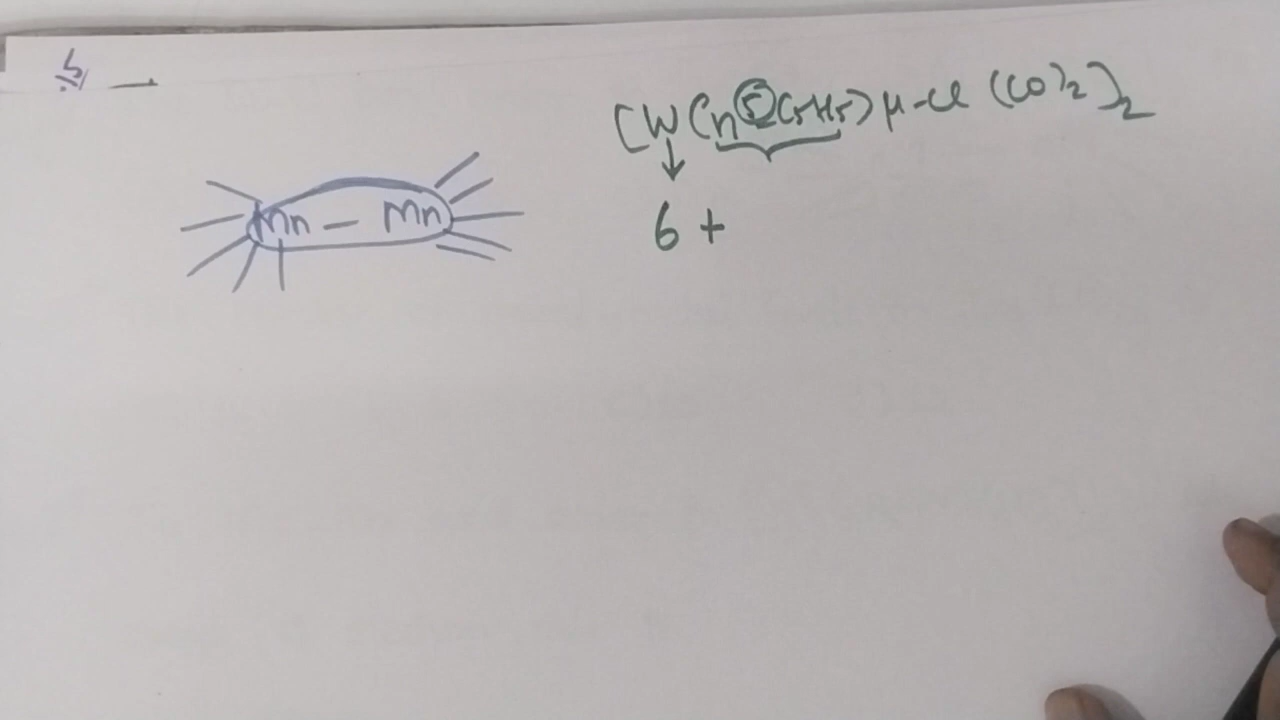 [W(η⁵C₅H₅) μ-Cl (CO)₂]₂
Mn — Mn
6 +